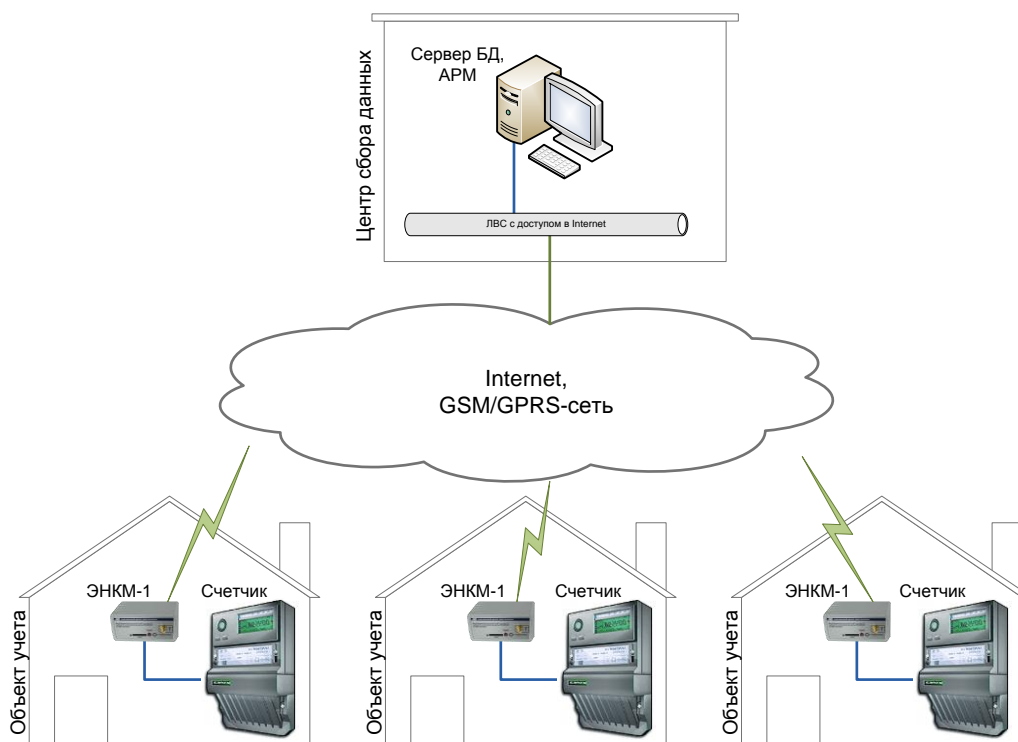 Сервер БД,
АРМ
Центр сбора данных
ЛВС с доступом в Internet
Internet,
GSM/GPRS-сеть
ЭНКМ-1
Счетчик
Объект учета
ЭНКМ-1
Счетчик
Объект учета
ЭНКМ-1
Счетчик
Объект учета